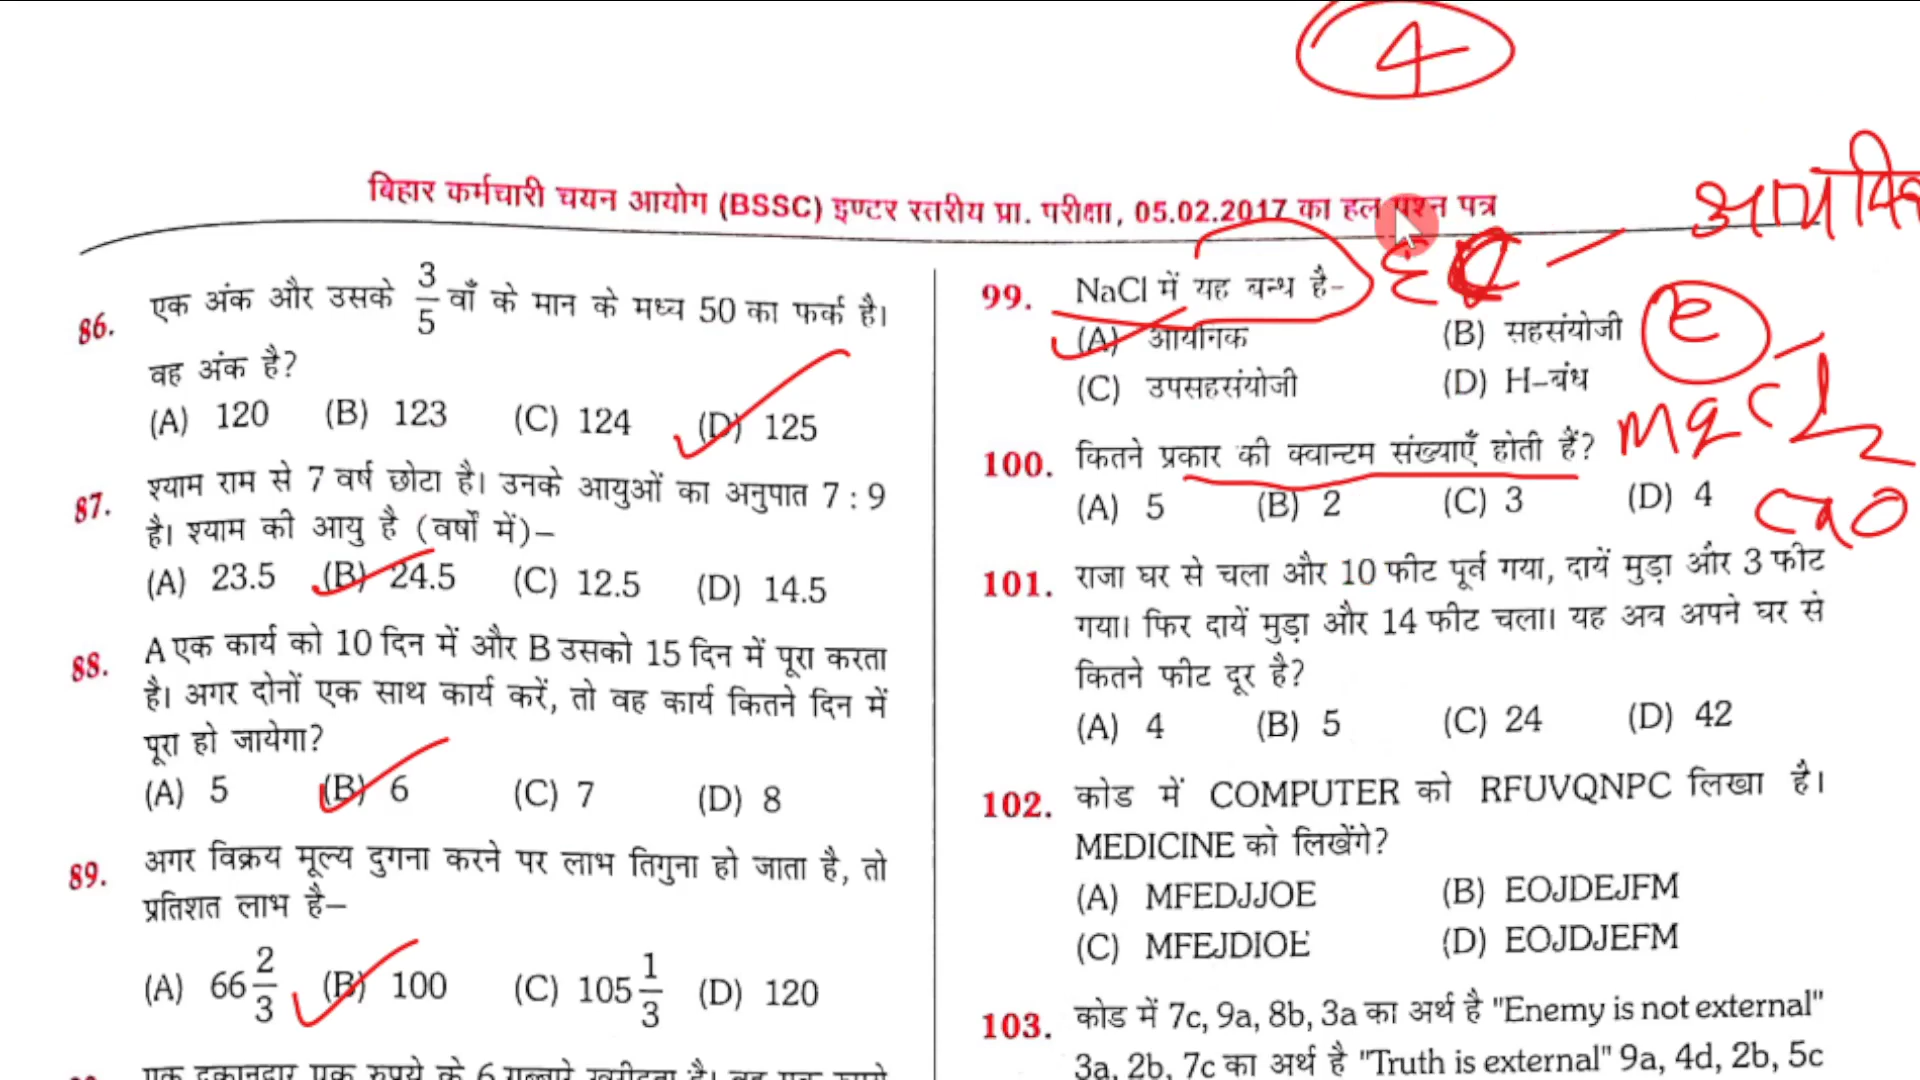 4
बिहार कर्मचारी चयन आयोग (BSSC) इण्टर स्तरीय प्रा. परीक्षा, 05.02.2017 का हल प्रश्न पत्र
86. एक अंक और उसके 3/5 वाँ के मान के मध्य 50 का फर्क है।
वह अंक है?
(A) 120 (B) 123 (C) 124 (D) 125
87. श्याम राम से 7 वर्ष छोटा है। उनके आयुओं का अनुपात 7 : 9
है। श्याम की आयु है (वर्षों में)–
(A) 23.5 (B) 24.5 (C) 12.5 (D) 14.5
88. A एक कार्य को 10 दिन में और B उसको 15 दिन में पूरा करता
है। अगर दोनों एक साथ कार्य करें, तो वह कार्य कितने दिन में
पूरा हो जायेगा?
(A) 5 (B) 6 (C) 7 (D) 8
89. अगर विक्रय मूल्य दुगना करने पर लाभ तिगुना हो जाता है, तो
प्रतिशत लाभ है–
(A) 66 2/3 (B) 100 (C) 105 1/3 (D) 120
99. NaCl में यह बन्ध है-
(A) आयनिक (B) सहसंयोजी
(C) उपसहसंयोजी (D) H–बंध
MgCl2
CaO
100. कितने प्रकार की क्वान्टम संख्याएँ होती हैं?
(A) 5 (B) 2 (C) 3 (D) 4
101. राजा घर से चला और 10 फीट पूर्व गया, दायें मुड़ा और 3 फीट
गया। फिर दायें मुड़ा और 14 फीट चला। यह अब अपने घर से
कितने फीट दूर है?
(A) 4 (B) 5 (C) 24 (D) 42
102. कोड में COMPUTER को RFUVQNPC लिखा है।
MEDICINE को लिखेंगे?
(A) MFEDJJOE (B) EOJDEJFM
(C) MFEJDIOE (D) EOJDJEFM
103. कोड में 7c, 9a, 8b, 3a का अर्थ है "Enemy is not external"
3a, 2b, 7c का अर्थ है "Truth is external" 9a, 4d, 2b, 5c